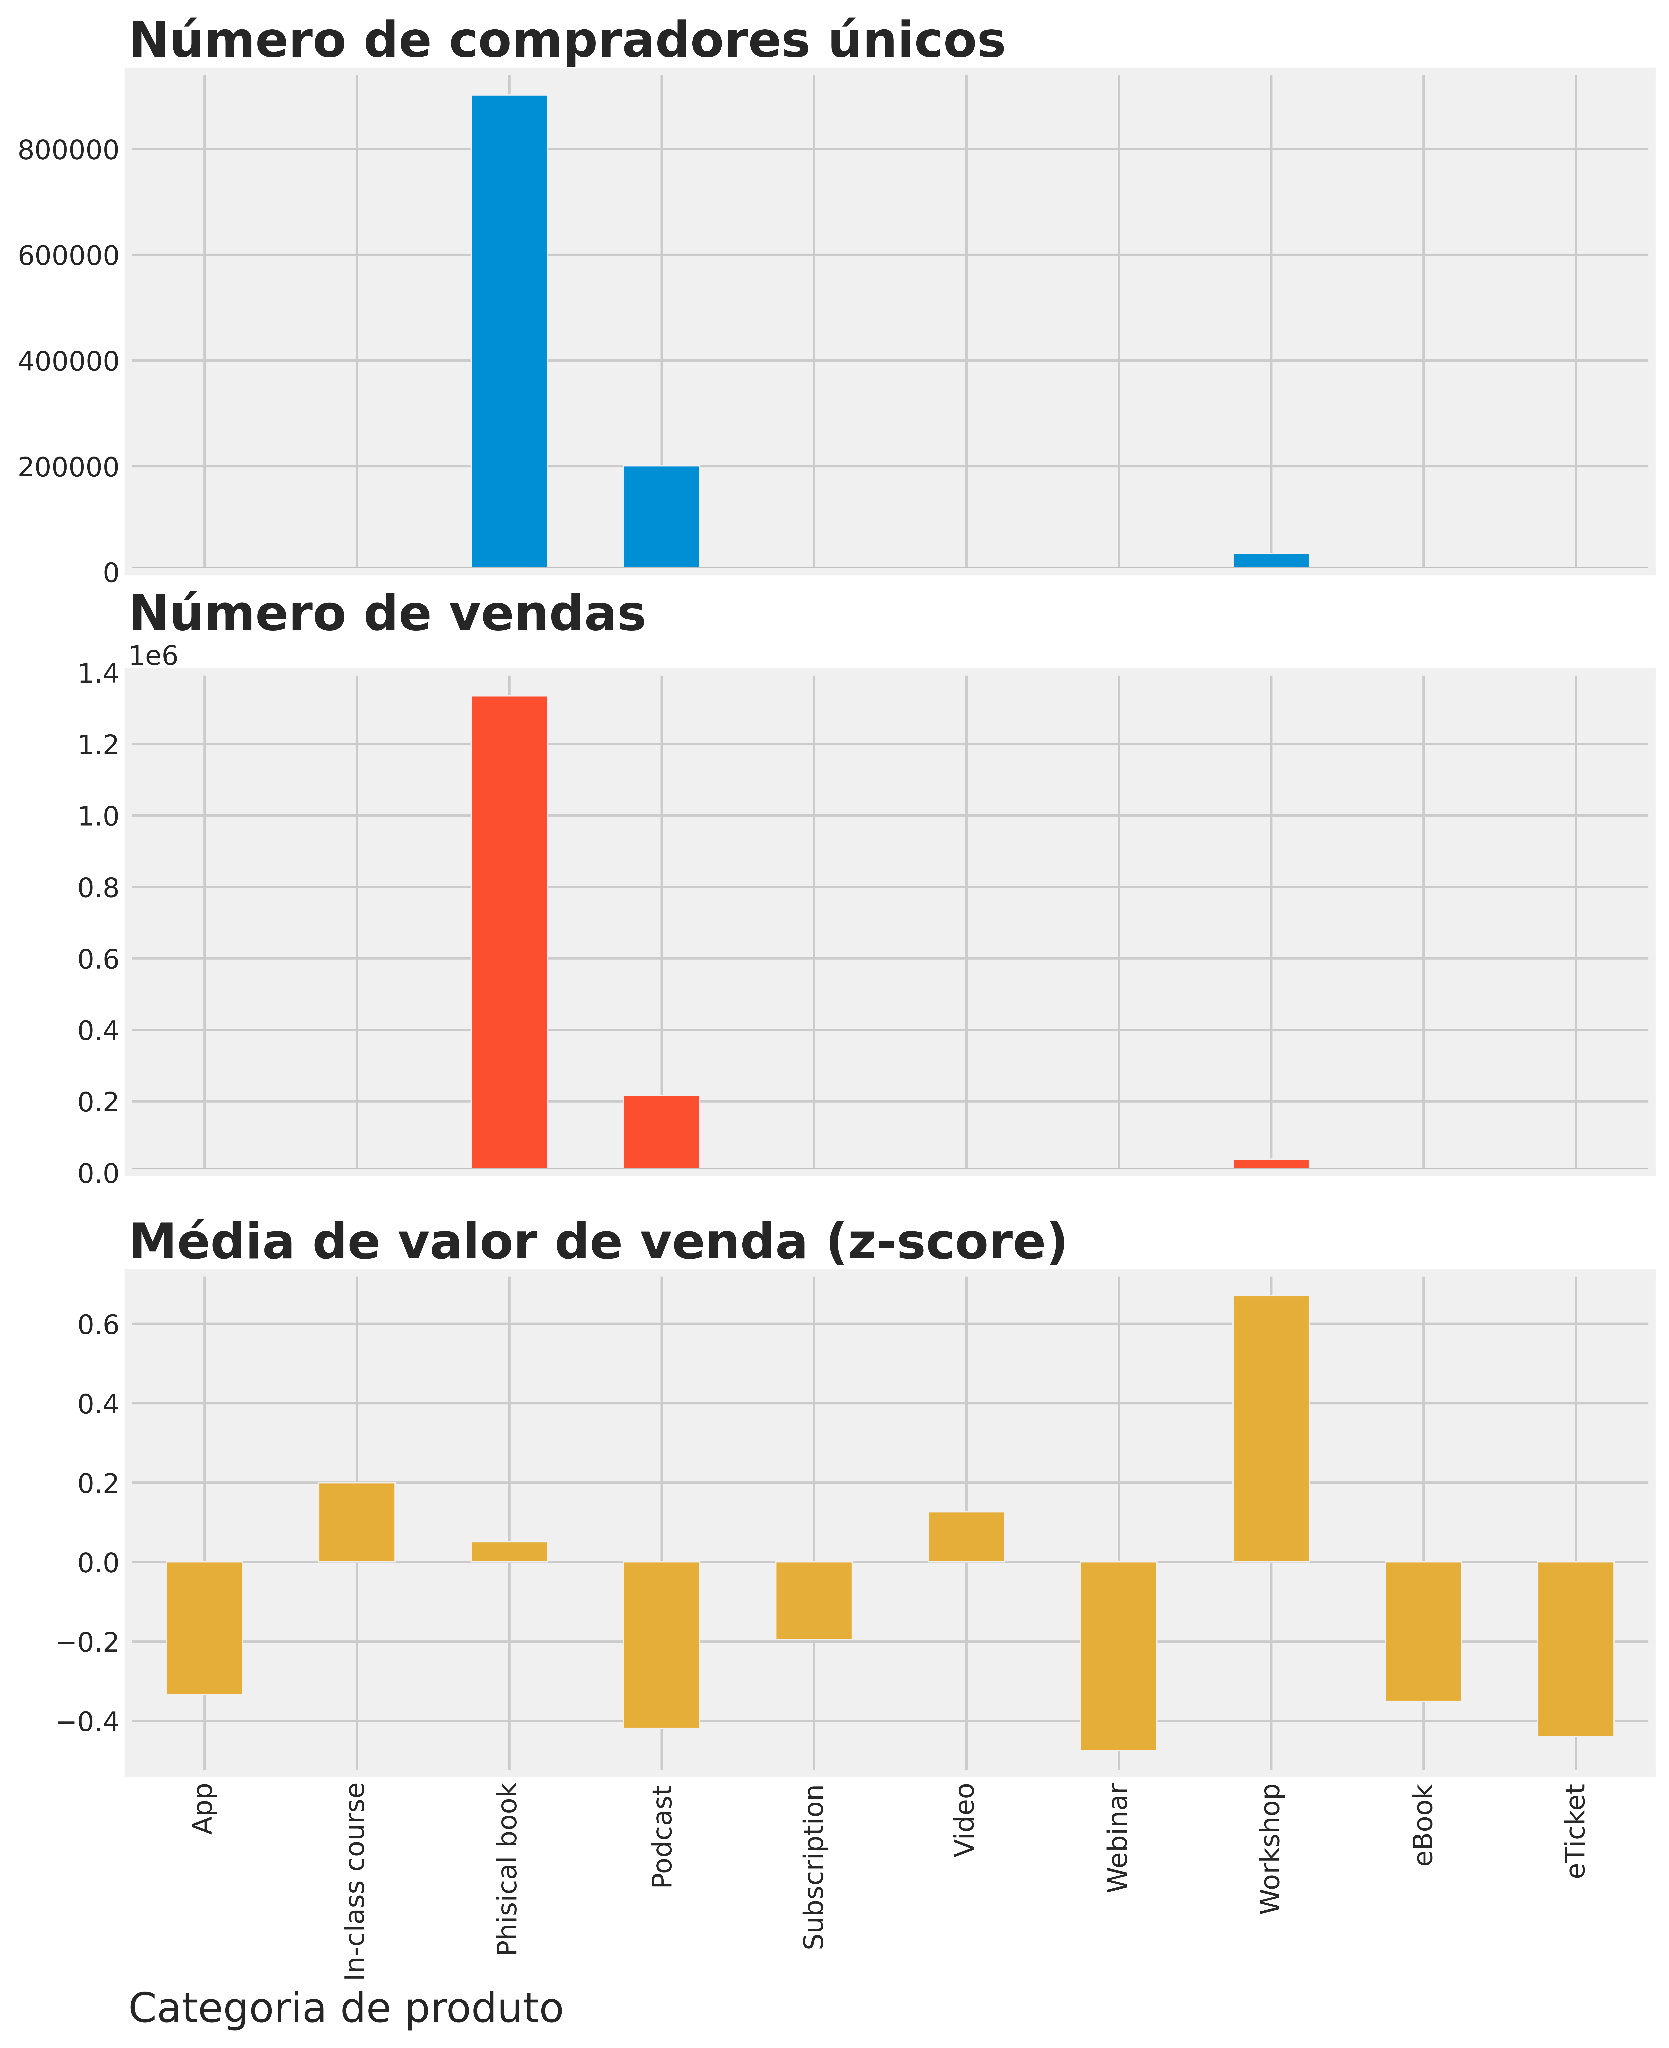 Número de compradores únicos
800000
600000
400000
200000
0
Número de vendas
1e6
1.4
1.2
1.0
0.8
0.6
0.4
0.2
0.0
Média de valor de venda (z-score)
0.6
0.4
0.2
0.0
−0.2
−0.4
App
In-class course
Phisical book
Podcast
Subscription
Video
Webinar
Workshop
eBook
eTicket
Categoria de produto